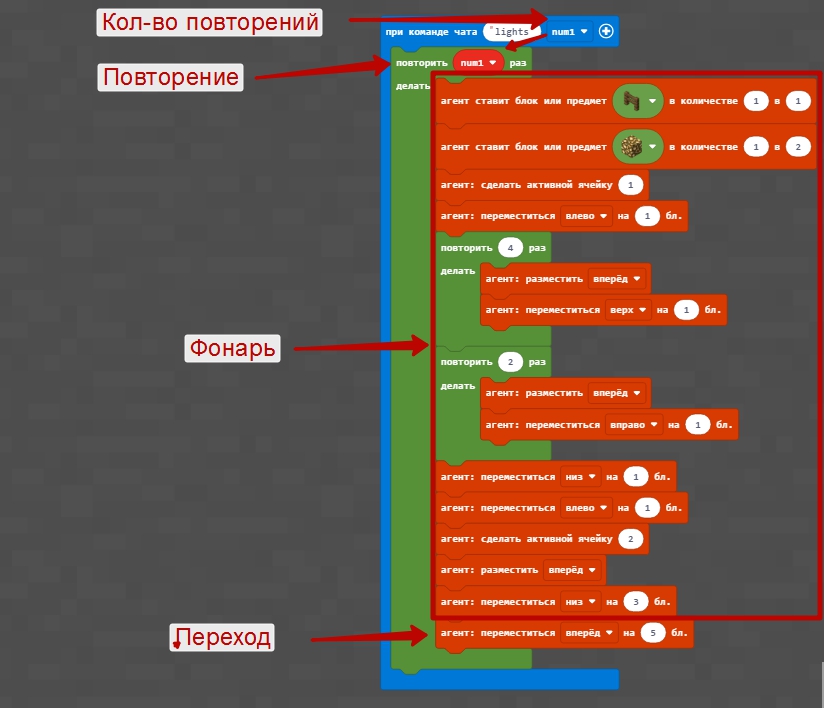 Кол-во повторений
при команде чата "lights" num1
Повторение
повторить num1 раз
делать
агент ставит блок или предмет в количестве 1 в 1
агент ставит блок или предмет в количестве 1 в 2
агент: сделать активной ячейку 1
агент: переместиться влево на 1 бл.
повторить 4 раз
делать
агент: разместить вперёд
агент: переместиться верх на 1 бл.
Фонарь
повторить 2 раз
делать
агент: разместить вперёд
агент: переместиться вправо на 1 бл.
агент: переместиться низ на 1 бл.
агент: переместиться влево на 1 бл.
агент: сделать активной ячейку 2
агент: разместить вперёд
агент: переместиться низ на 3 бл.
Переход
агент: переместиться вперёд на 5 бл.